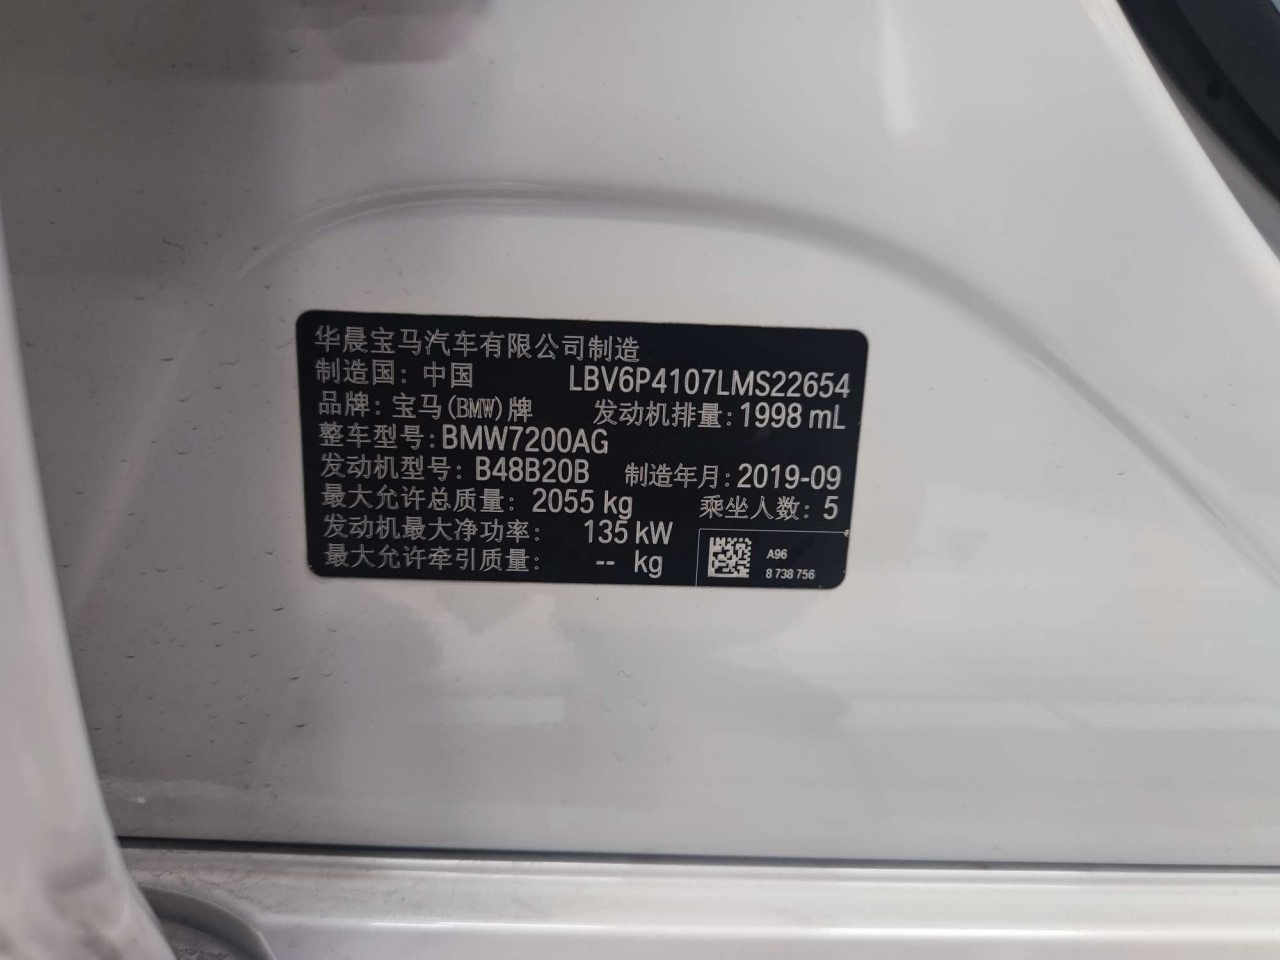 华晨宝马汽车有限公司制造
制造国：中国 LBV6P4107LMS22654
品牌：宝马(BMW)牌 发动机排量：1998 mL
整车型号：BMW7200AG
发动机型号：B48B20B 制造年月：2019-09
最大允许总质量：2055 kg 乘坐人数：5
发动机最大净功率：135 kW
最大允许牵引质量：-- kg
A96
8 738 756